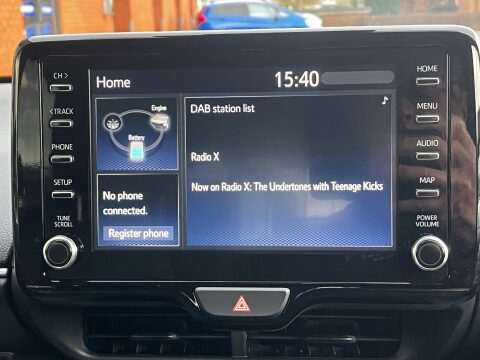 CH >
< TRACK
PHONE
SETUP
TUNE
SCROLL
Home
15:40
Engine
Battery
No phone
connected.
Register phone
DAB station list
♪
Radio X
Now on Radio X: The Undertones with Teenage Kicks
HOME
MENU
AUDIO
MAP
POWER
VOLUME